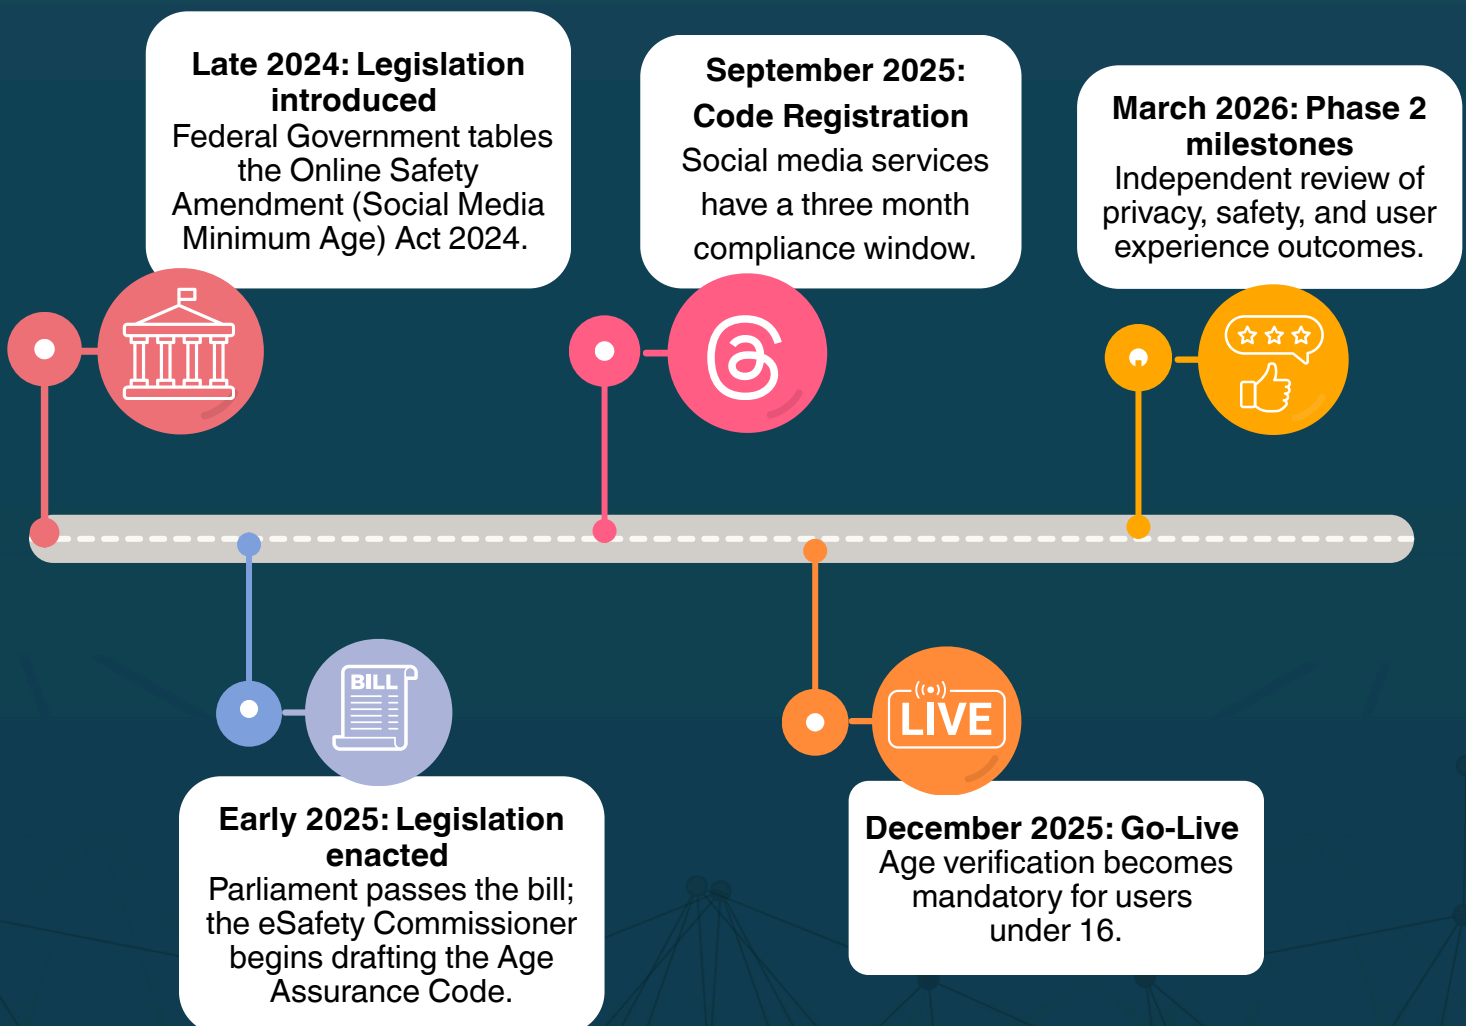 Late 2024: Legislation
introduced
Federal Government tables
the Online Safety
Amendment (Social Media
Minimum Age) Act 2024.
September 2025:
Code Registration
Social media services
have a three month
compliance window.
March 2026: Phase 2
milestones
Independent review of
privacy, safety, and user
experience outcomes.
BILL
Early 2025: Legislation
enacted
Parliament passes the bill;
the eSafety Commissioner
begins drafting the Age
Assurance Code.
LIVE
December 2025: Go-Live
Age verification becomes
mandatory for users
under 16.